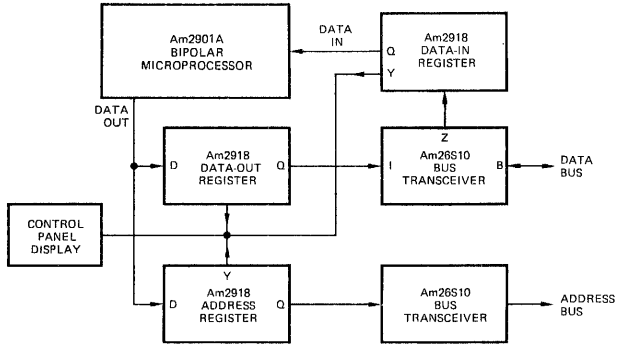 Am2901A
BIPOLAR
MICROPROCESSOR
DATA
IN
Q
Y
Am2918
DATA-IN
REGISTER
DATA
OUT
D
Am2918
DATA-OUT
REGISTER
Q
Z
I
Am26S10
BUS
TRANSCEIVER
B
DATA
BUS
CONTROL
PANEL
DISPLAY
Y
D
Am2918
ADDRESS
REGISTER
Q
Am26S10
BUS
TRANSCEIVER
ADDRESS
BUS